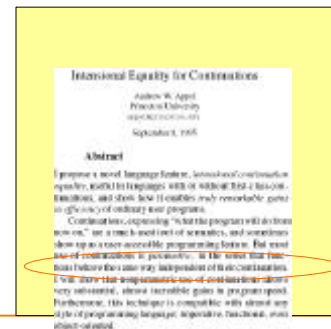 Intensional Equality for Continuations
Andrew W. Appel
Princeton University
September 8, 1995
Abstract
I propose a novel language feature, intensional continuation
equality, useful in languages with or without first-class con-
tinuations, and show how it enables truly remarkable gains
in efficiency of ordinary user programs.
Continuations, expressing "what the program will do from
now on," are a much-used tool of semantics, and sometimes
show up as a user-accessible programming feature. But most
use of continuations is parametric, in the sense that func-
tions behave the same way independent of their continuation.
I will show that nonparametric use of continuations allows
very substantial, almost incredible gains in program speed.
Furthermore, this technique is compatible with almost any
style of programming language: imperative, functional, even
object-oriented.